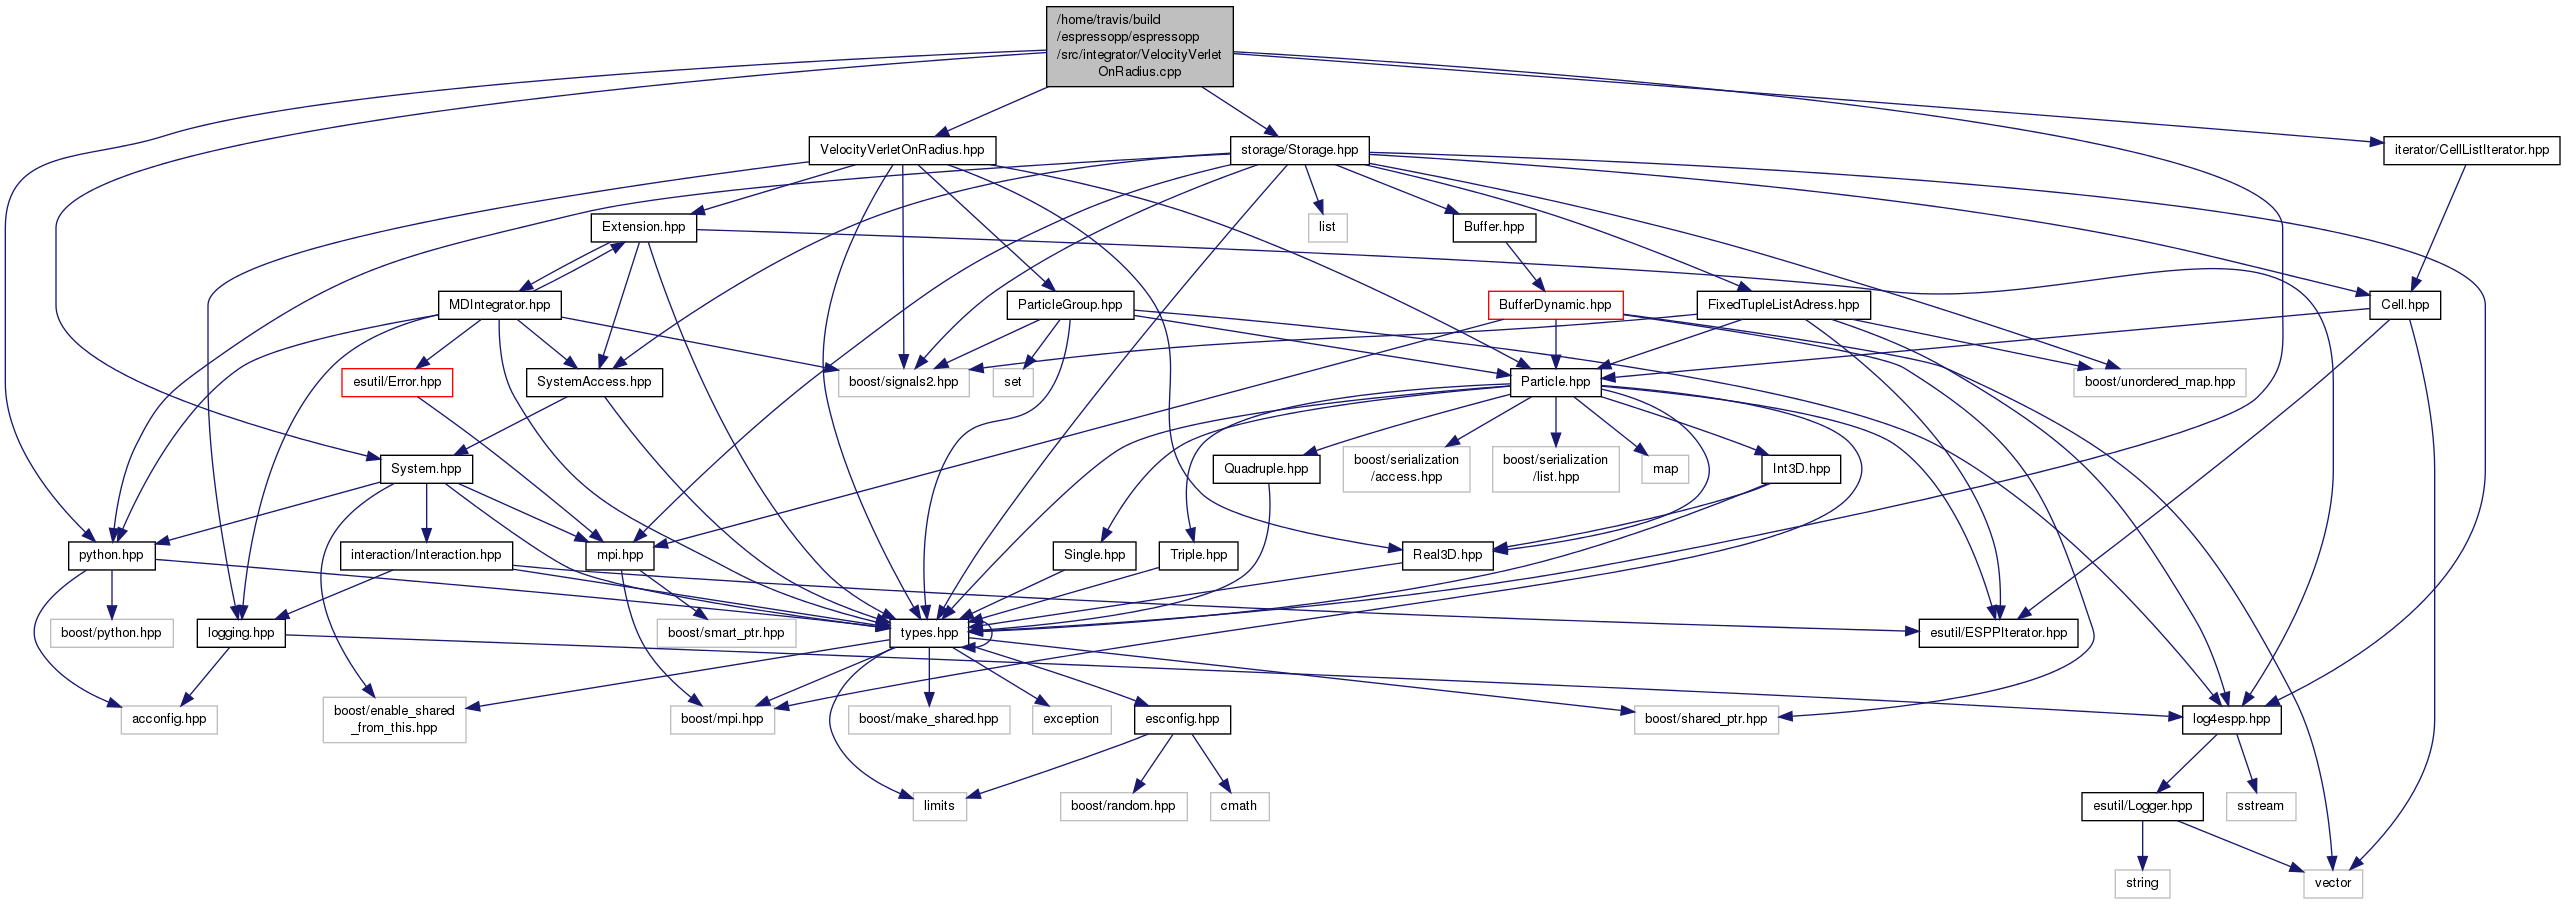 /home/travis/build
/espressopp/espressopp
/src/integrator/VelocityVerlet
OnRadius.cpp
VelocityVerletOnRadius.hpp
storage/Storage.hpp
iterator/CellListIterator.hpp
Extension.hpp
list
Buffer.hpp
MDIntegrator.hpp
ParticleGroup.hpp
BufferDynamic.hpp
FixedTupleListAdress.hpp
Cell.hpp
esutil/Error.hpp
SystemAccess.hpp
boost/signals2.hpp
set
Particle.hpp
boost/unordered_map.hpp
System.hpp
Quadruple.hpp
boost/serialization
/access.hpp
boost/serialization
/list.hpp
map
Int3D.hpp
python.hpp
interaction/Interaction.hpp
mpi.hpp
Single.hpp
Triple.hpp
Real3D.hpp
boost/python.hpp
logging.hpp
boost/smart_ptr.hpp
types.hpp
esutil/ESPPIterator.hpp
acconfig.hpp
boost/enable_shared
_from_this.hpp
boost/mpi.hpp
boost/make_shared.hpp
exception
esconfig.hpp
boost/shared_ptr.hpp
log4espp.hpp
limits
boost/random.hpp
cmath
esutil/Logger.hpp
sstream
string
vector